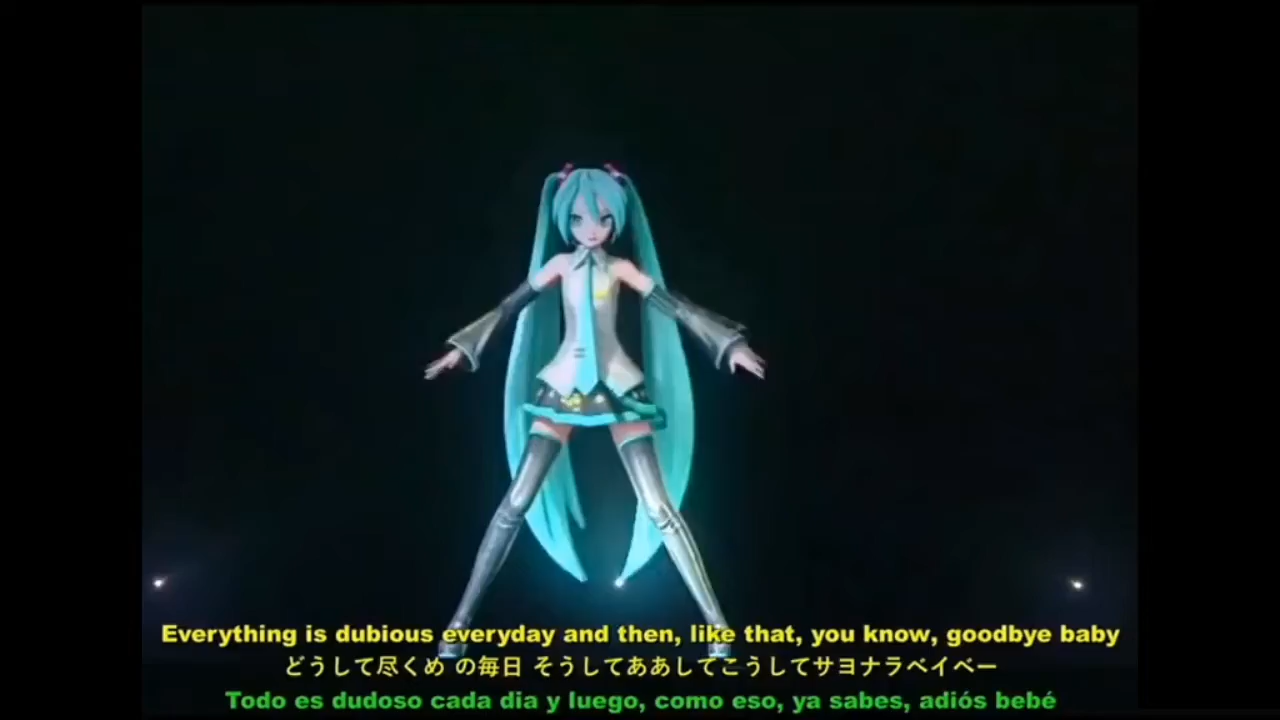 Everything is dubious everyday and then, like that, you know, goodbye baby
どうして尽くめ の毎日 そうしてああしてこうしてサヨナラベイベー
Todo es dudoso cada dia y luego, como eso, ya sabes, adiós bebé